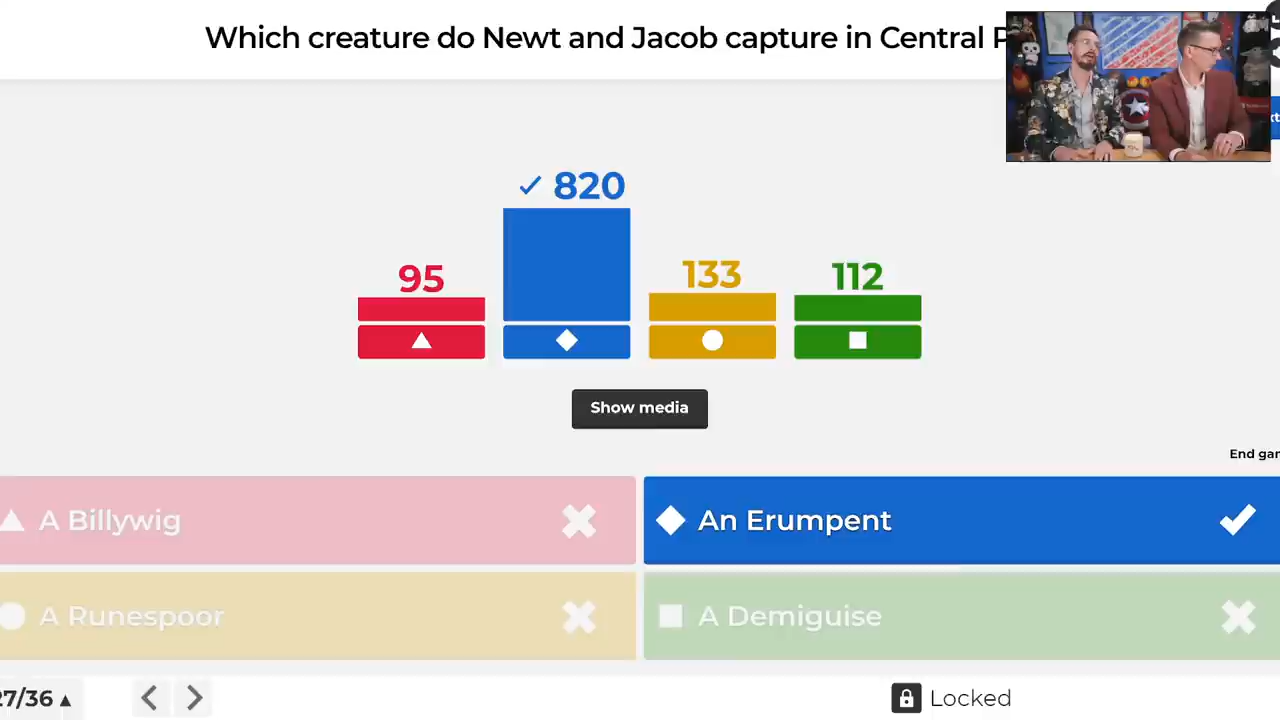 Which creature do Newt and Jacob capture in Central P
95
820
133
112
Show media
End gan
A Billywig
An Erumpent
A Runespoor
A Demiguise
27/36
Locked